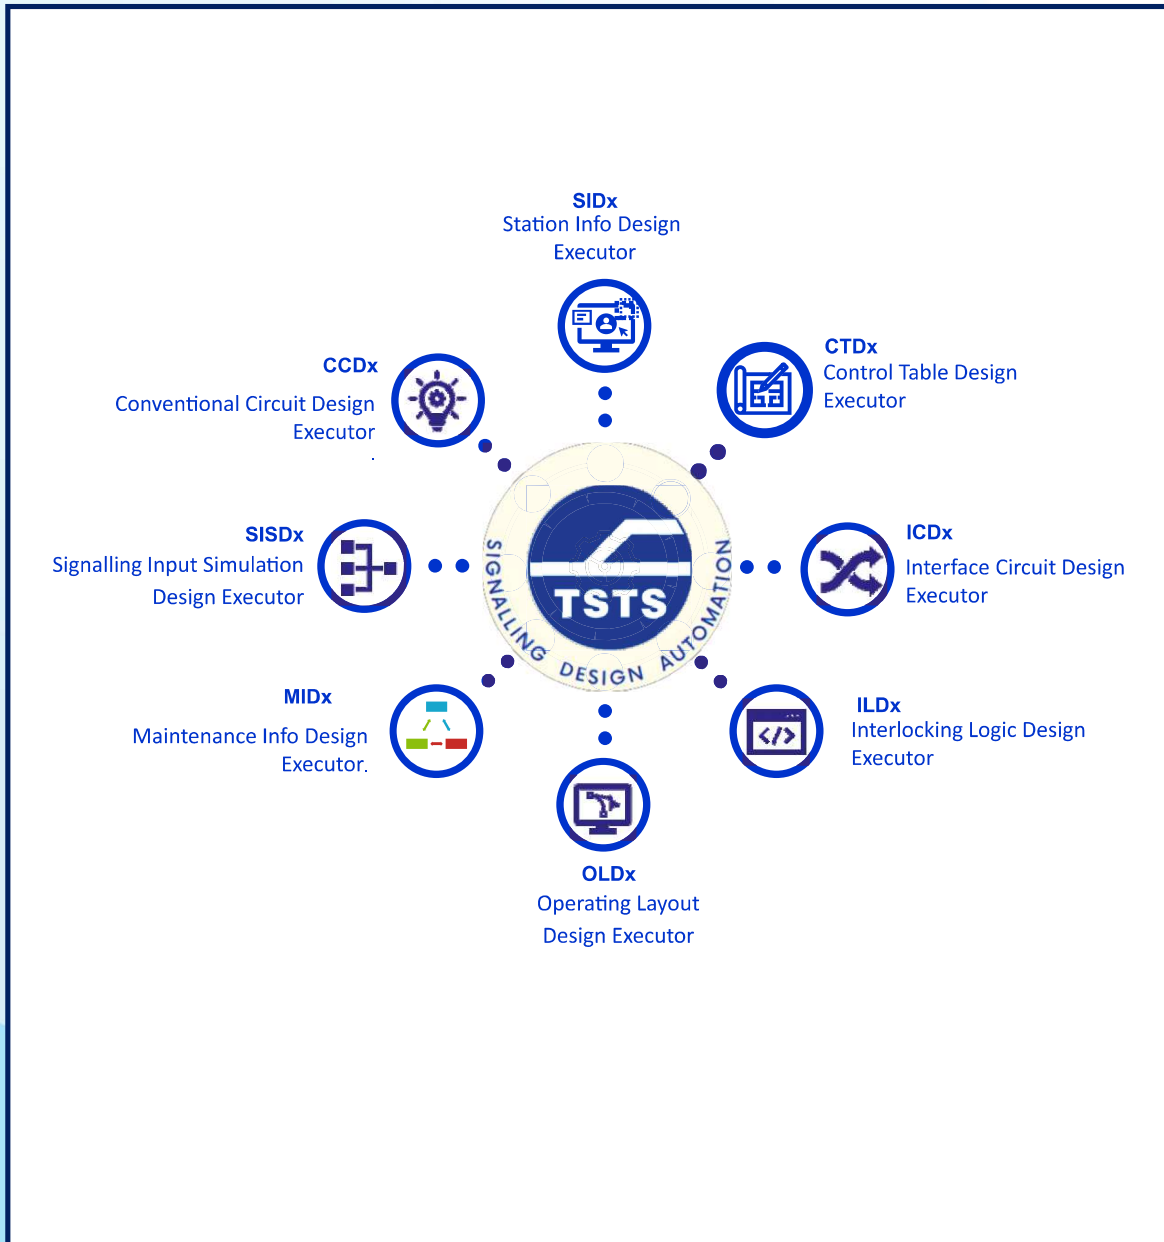 SIDx
Station Info Design
Executor
CCDx
Conventional Circuit Design
Executor
.
CTDx
Control Table Design
Executor
SISDx
Signalling Input Simulation
Design Executor
TSTS
SIGNALLING DESIGN AUTOMATION
ICDx
Interface Circuit Design
Executor
MIDx
Maintenance Info Design
Executor.
ILDx
Interlocking Logic Design
Executor
</>
OLDx
Operating Layout
Design Executor